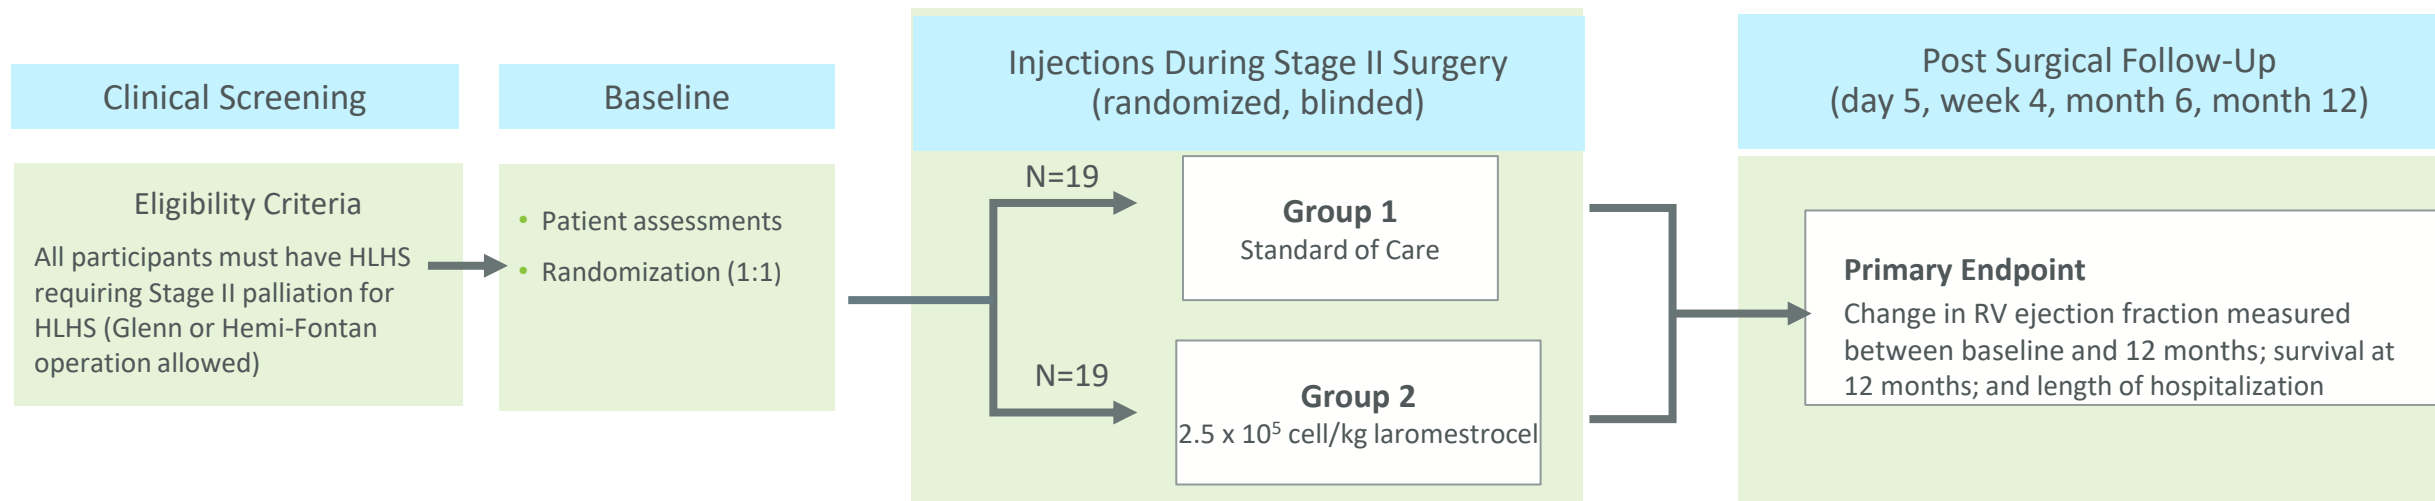 Clinical Screening
Eligibility Criteria
All participants must have HLHS
requiring Stage II palliation for
HLHS (Glenn or Hemi-Fontan
operation allowed)
Baseline
• Patient assessments
• Randomization (1:1)
Injections During Stage II Surgery
(randomized, blinded)
N=19
Group 1
Standard of Care
N=19
Group 2
2.5 x 10⁵ cell/kg laromestrocel
Post Surgical Follow-Up
(day 5, week 4, month 6, month 12)
Primary Endpoint
Change in RV ejection fraction measured
between baseline and 12 months; survival at
12 months; and length of hospitalization